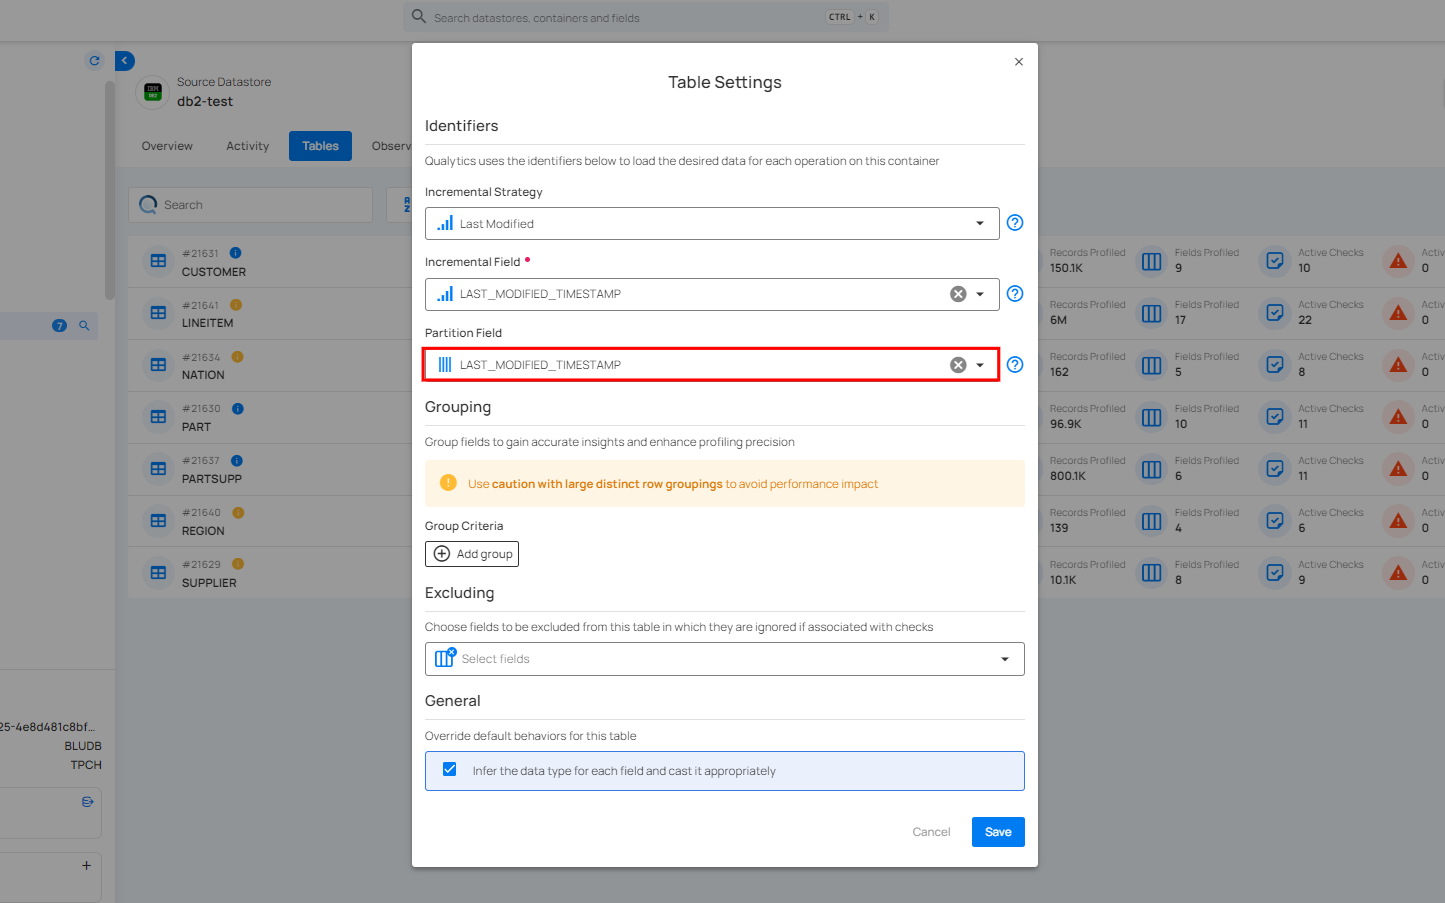 Search datastores, containers and fields
CTRL + K
Source Datastore
db2-test
Overview
Activity
Tables
Observ
Search
#21631
CUSTOMER
#21641
LINEITEM
#21634
NATION
#21630
PART
#21637
PARTSUPP
#21640
REGION
#21629
SUPPLIER
7
25-4e8d481c8bf...
BLUDB
TPCH
Table Settings
Identifiers
Qualytics uses the identifiers below to load the desired data for each operation on this container
Incremental Strategy
Last Modified
Incremental Field
LAST_MODIFIED_TIMESTAMP
Partition Field
LAST_MODIFIED_TIMESTAMP
Grouping
Group fields to gain accurate insights and enhance profiling precision
Use caution with large distinct row groupings to avoid performance impact
Group Criteria
Add group
Excluding
Choose fields to be excluded from this table in which they are ignored if associated with checks
Select fields
General
Override default behaviors for this table
Infer the data type for each field and cast it appropriately
Cancel
Save
Records Profiled Fields Profiled Active Checks Activ
150.1K 9 10 0
Records Profiled Fields Profiled Active Checks Activ
6M 17 22 0
Records Profiled Fields Profiled Active Checks Activ
162 5 8 0
Records Profiled Fields Profiled Active Checks Activ
96.9K 10 11 0
Records Profiled Fields Profiled Active Checks Activ
800.1K 6 11 0
Records Profiled Fields Profiled Active Checks Activ
139 4 6 0
Records Profiled Fields Profiled Active Checks Activ
10.1K 8 9 0